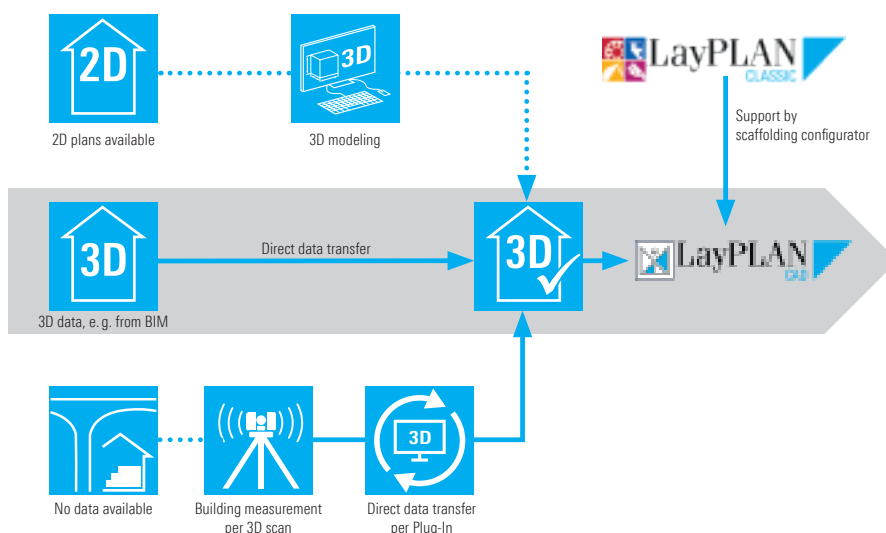 2D
3D
LayPLAN
CLASSIC
2D plans available
3D modeling
Support by
scaffolding configurator
3D
Direct data transfer
3D
LayPLAN
CAD
3D data, e. g. from BIM
3D
No data available
Building measurement
per 3D scan
Direct data transfer
per Plug-In